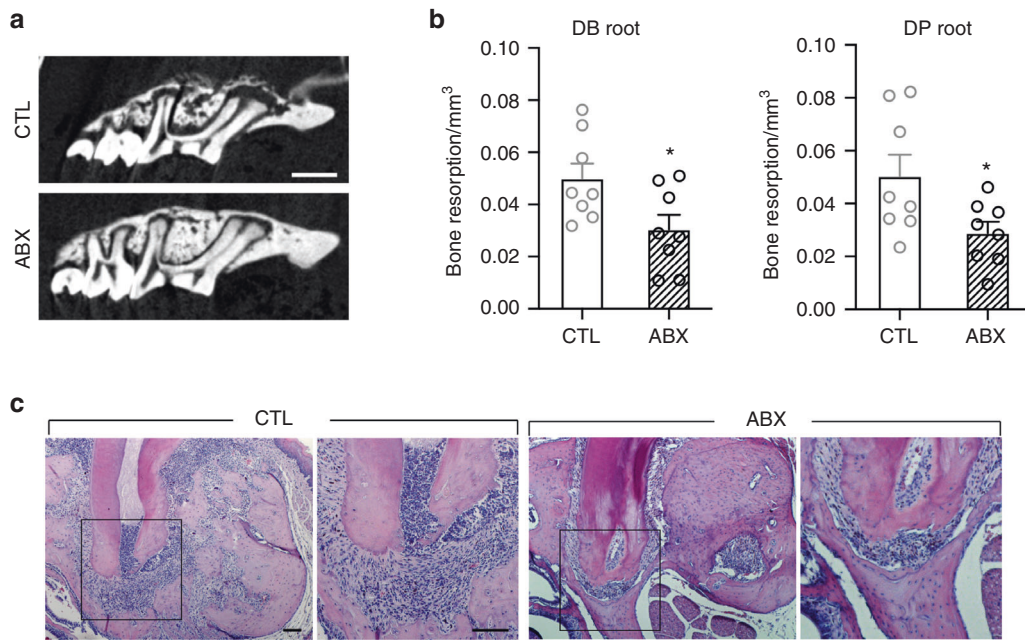 a
CTL
ABX
b
DB root
Bone resorption/mm³
0.10
0.08
0.06
0.04
0.02
0.00
*
CTL
ABX
DP root
Bone resorption/mm³
0.10
0.08
0.06
0.04
0.02
0.00
*
CTL
ABX
c
CTL
ABX